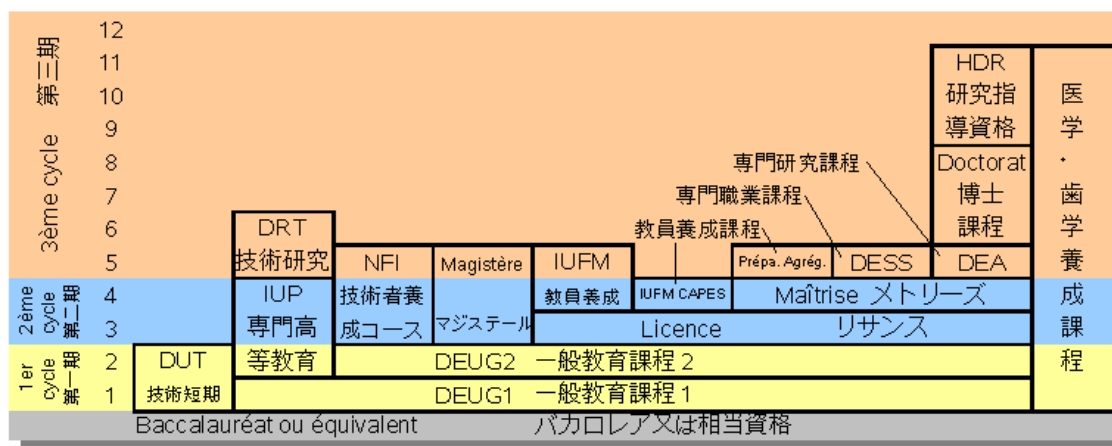 12
11
10
9
8
7
6
5
4
3
2
1
3ème cycle 第三期
2ème
cycle
第二期
1er
cycle
第一期
HDR
研究指
導資格
Doctorat
博士
課程
専門研究課程
専門職業課程
教員養成課程
DRT
技術研究
NFI
Magistère
IUFM
Prépa. Agrég.
DESS
DEA
IUP
専門高
等教育
技術者養
成コース
マジステール
教員養成
IUFM CAPES
Maîtrise メトリーズ
Licence リサンス
DUT
技術短期
DEUG2 一般教育課程 2
DEUG1 一般教育課程 1
医学・歯学養成課程
Baccalauréat ou équivalent バカロレア又は相当資格